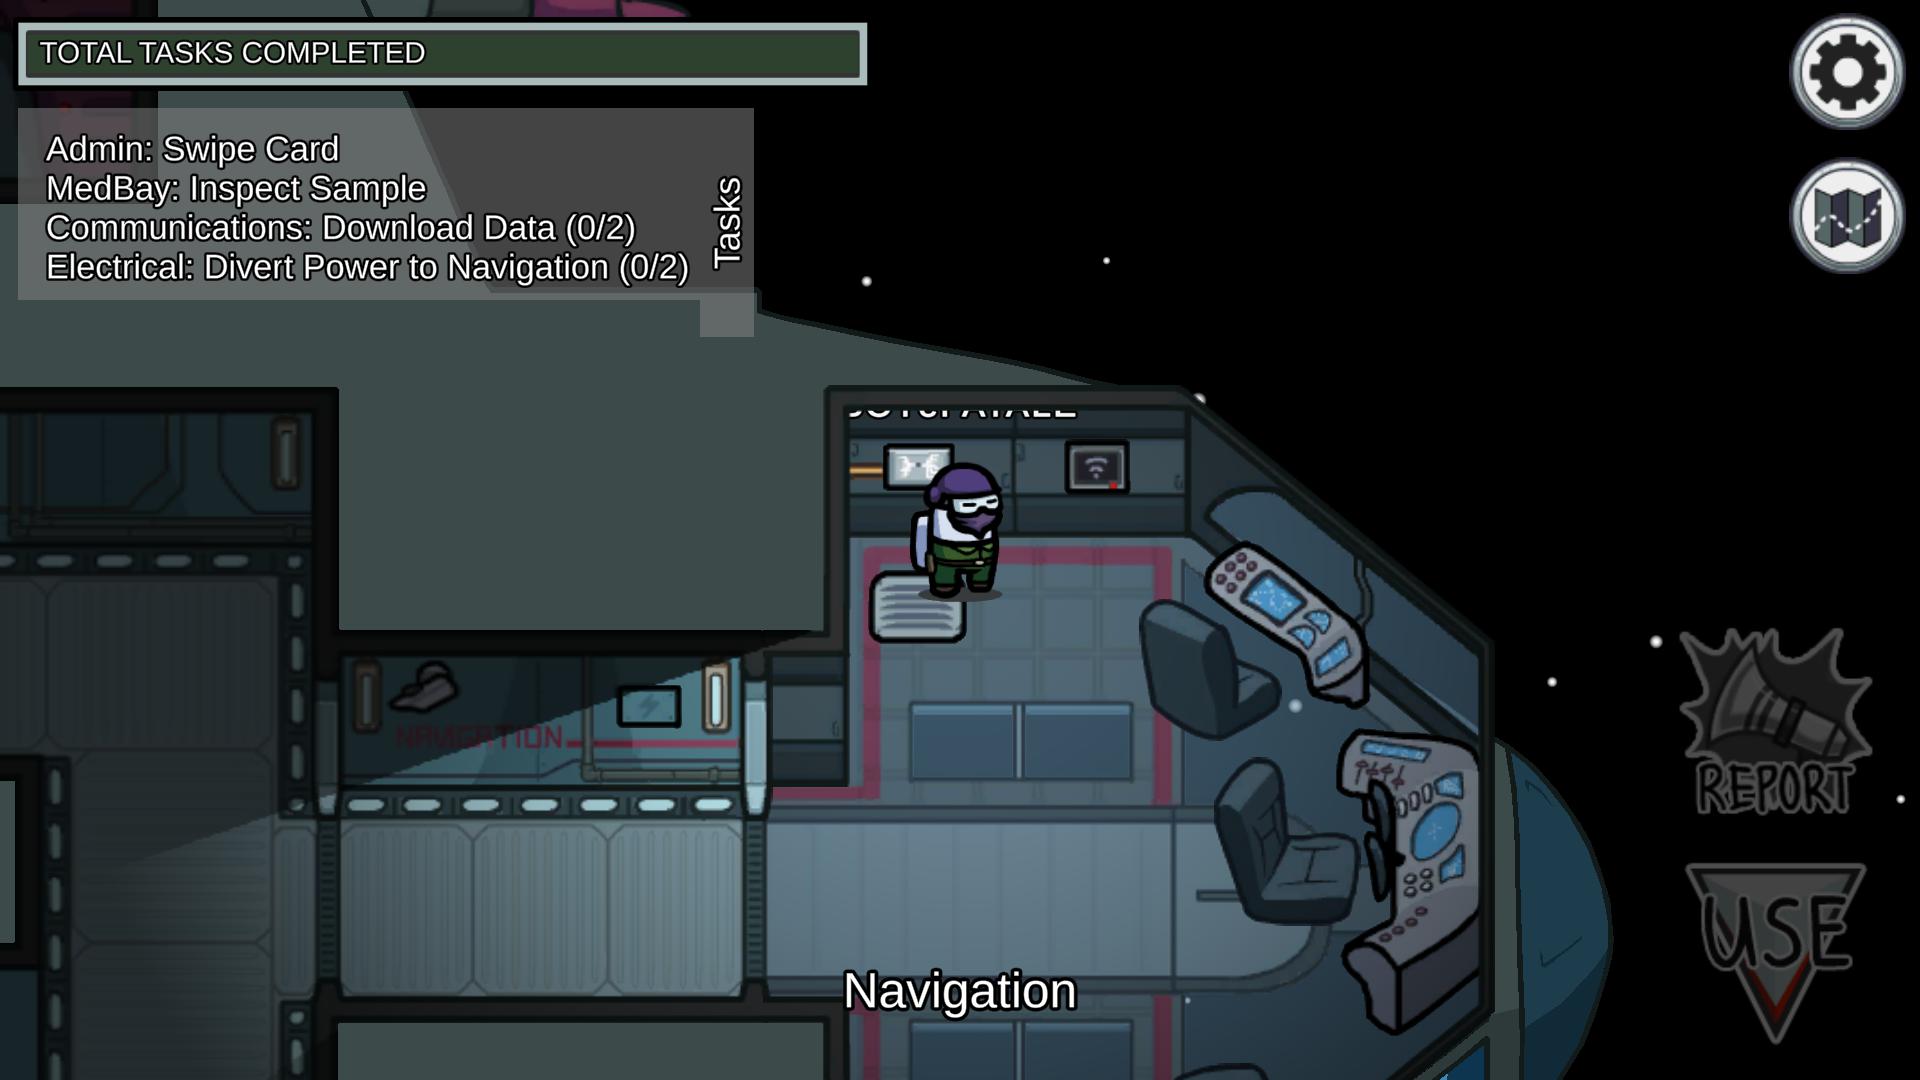 TOTAL TASKS COMPLETED
Admin: Swipe Card
MedBay: Inspect Sample
Communications: Download Data (0/2)
Electrical: Divert Power to Navigation (0/2)
Tasks
NAVIGATION
REPORT
USE
Navigation